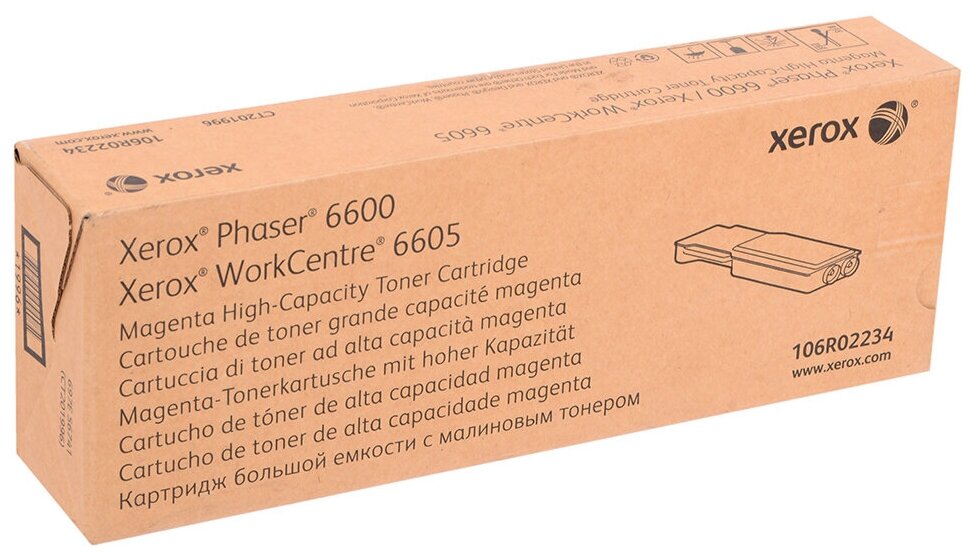 Magenta High-Capacity Toner Cartridge
Xerox® Phaser® 6600 / Xerox® WorkCentre® 6605
CT201996
106R02234
www.xerox.com
xerox
xerox®
Xerox® Phaser® 6600
Xerox® WorkCentre® 6605
Magenta High-Capacity Toner Cartridge
Cartouche de toner grande capacité magenta
Cartuccia di toner ad alta capacità magenta
Magenta-Tonerkartusche mit hoher Kapazität
Cartucho de tóner de alta capacidad magenta
Cartucho de toner de alta capacidade magenta
Картридж большой емкости с малиновым тонером
106R02234
www.xerox.com
(CT201996)